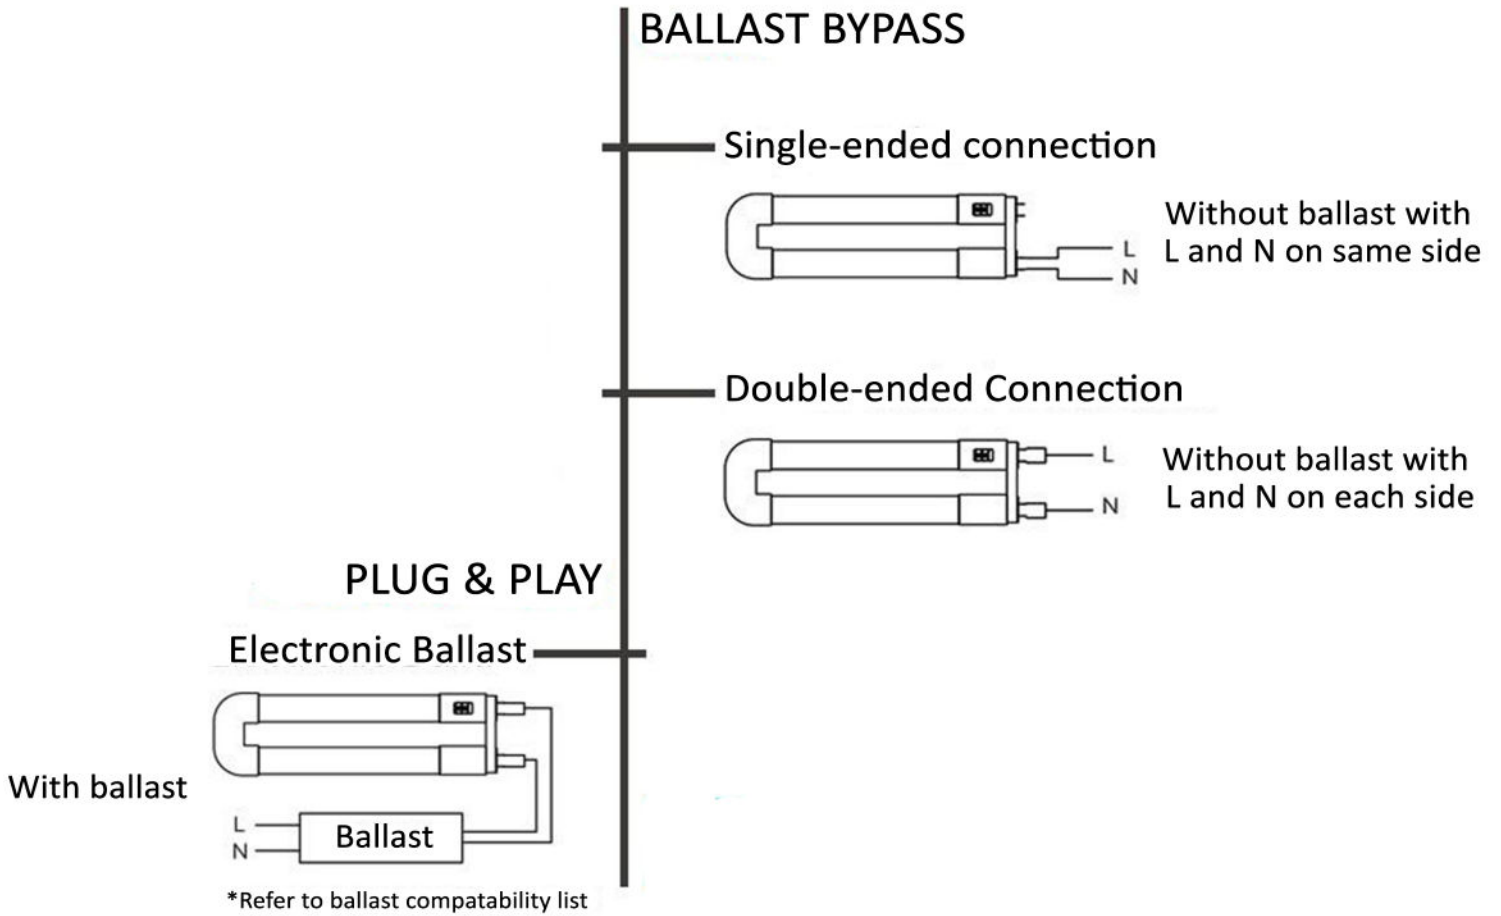 BALLAST BYPASS
Single-ended connection
Without ballast with
L and N on same side
L
N
Double-ended Connection
Without ballast with
L and N on each side
L
N
PLUG & PLAY
Electronic Ballast
With ballast
L
N
Ballast
*Refer to ballast compatability list